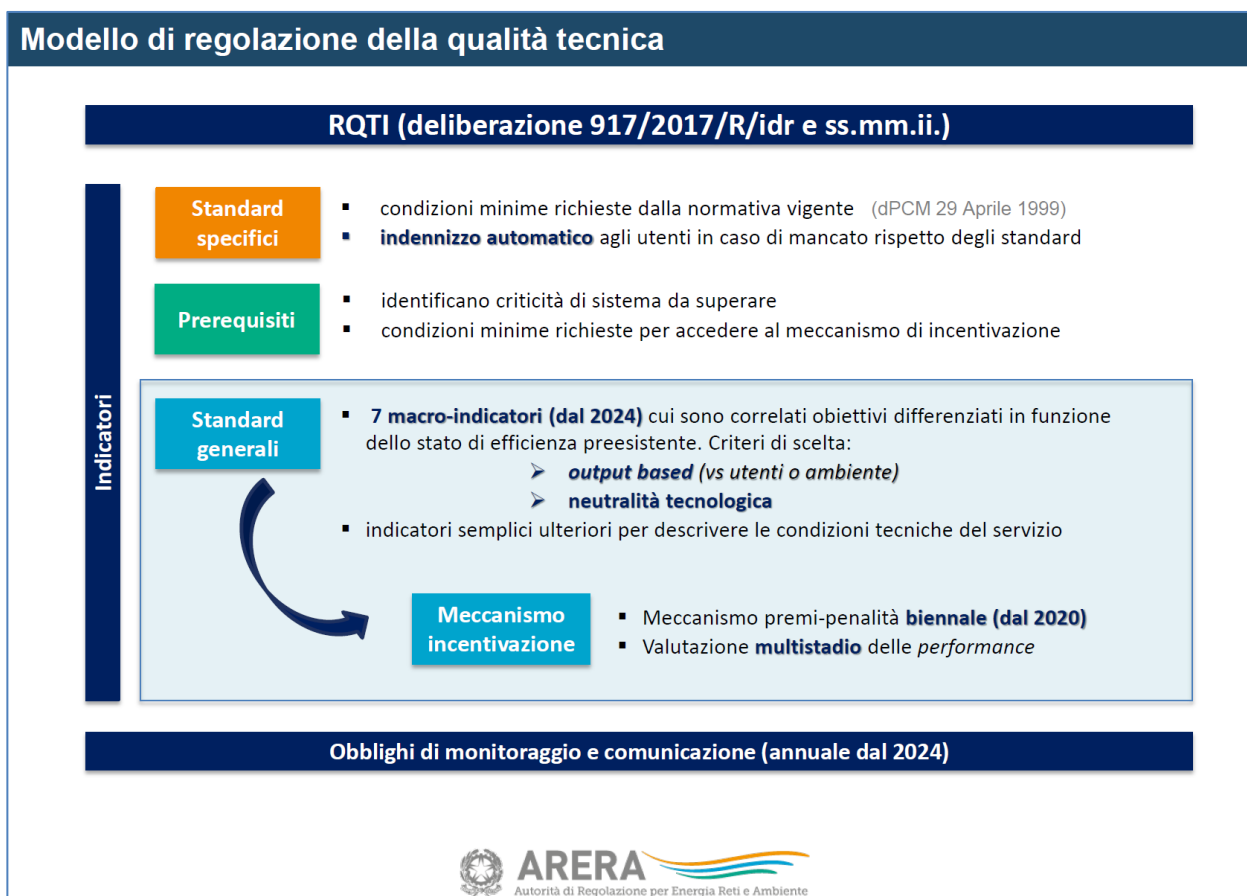 Modello di regolazione della qualità tecnica
RQTI (deliberazione 917/2017/R/idr e ss.mm.ii.)
Indicatori
Standard
specifici
▪ condizioni minime richieste dalla normativa vigente (dPCM 29 Aprile 1999)
▪ indennizzo automatico agli utenti in caso di mancato rispetto degli standard
Prerequisiti
▪ identificano criticità di sistema da superare
▪ condizioni minime richieste per accedere al meccanismo di incentivazione
Standard
generali
▪ 7 macro-indicatori (dal 2024) cui sono correlati obiettivi differenziati in funzione
dello stato di efficienza preesistente. Criteri di scelta:
➢ output based (vs utenti o ambiente)
➢ neutralità tecnologica
▪ indicatori semplici ulteriori per descrivere le condizioni tecniche del servizio
Meccanismo
incentivazione
▪ Meccanismo premi-penalità biennale (dal 2020)
▪ Valutazione multistadio delle performance
Obblighi di monitoraggio e comunicazione (annuale dal 2024)
ARERA
Autorità di Regolazione per Energia Reti e Ambiente